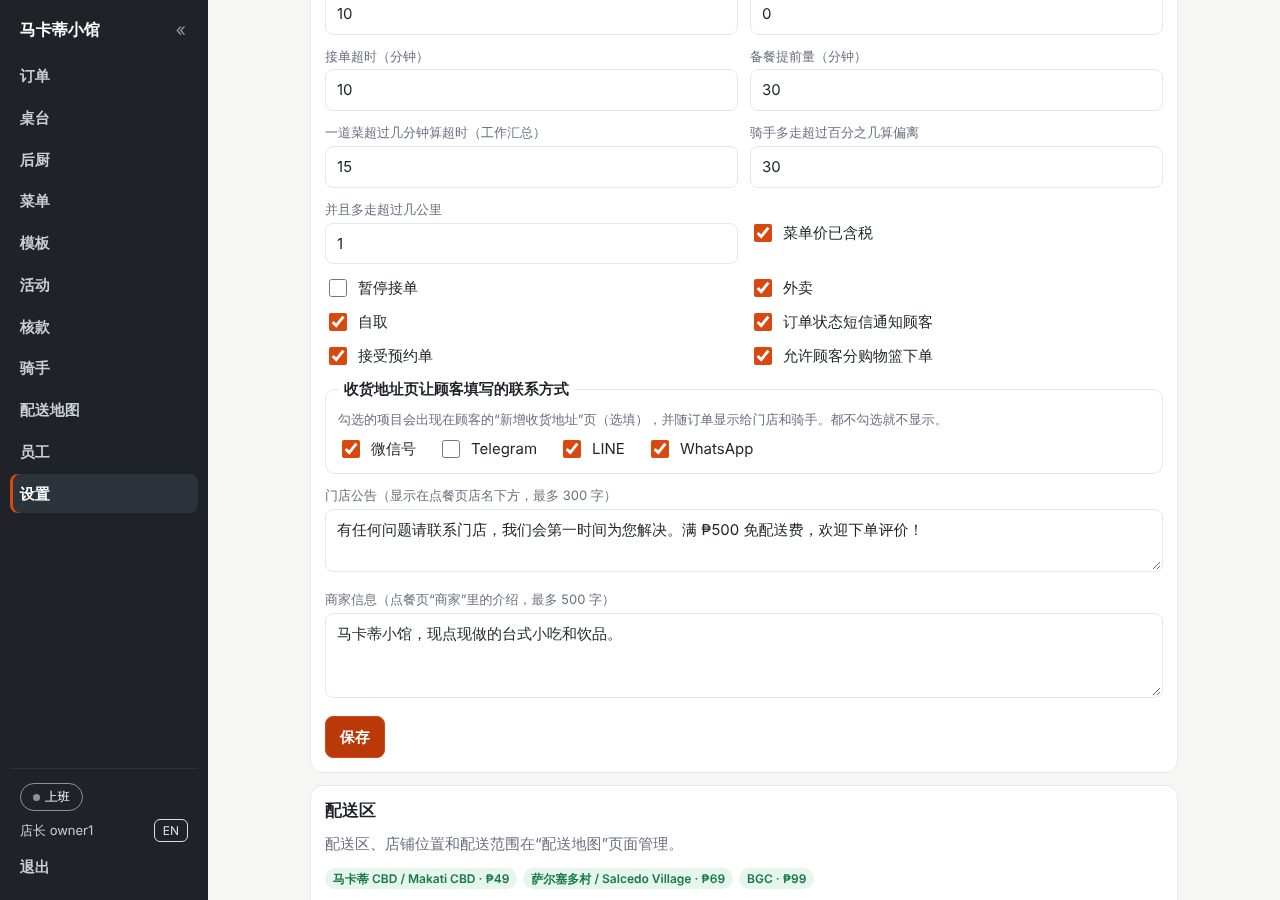 马卡蒂小馆 «
订单
桌台
后厨
菜单
模板
活动
核款
骑手
配送地图
员工
设置
上班
店长 owner1 EN
退出
10 0
接单超时（分钟） 备餐提前量（分钟）
10 30
一道菜超过几分钟算超时（工作汇总） 骑手多走超过百分之几算偏离
15 30
并且多走超过几公里
1 菜单价已含税
暂停接单 外卖
自取 订单状态短信通知顾客
接受预约单 允许顾客分购物篮下单
收货地址页让顾客填写的联系方式
勾选的项目会出现在顾客的“新增收货地址”页（选填），并随订单显示给门店和骑手。都不勾选就不显示。
微信号 Telegram LINE WhatsApp
门店公告（显示在点餐页店名下方，最多 300 字）
有任何问题请联系门店，我们会第一时间为您解决。满 ₱500 免配送费，欢迎下单评价！
商家信息（点餐页“商家”里的介绍，最多 500 字）
马卡蒂小馆，现点现做的台式小吃和饮品。
保存
配送区
配送区、店铺位置和配送范围在“配送地图”页面管理。
马卡蒂 CBD / Makati CBD · ₱49 萨尔塞多村 / Salcedo Village · ₱69 BGC · ₱99